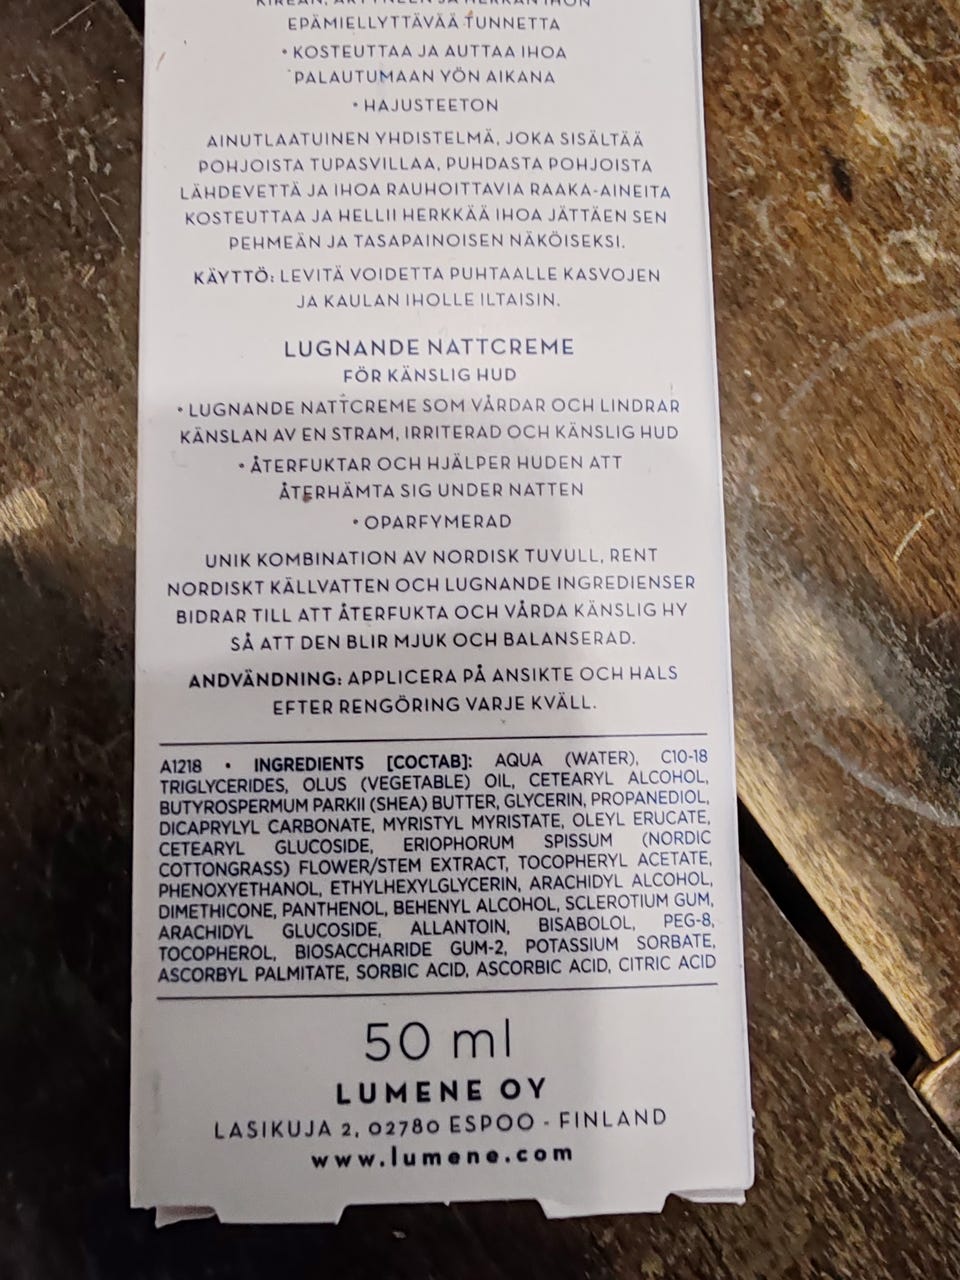 EPÄMIELLYTTÄVÄÄ TUNNETTA
• KOSTEUTTAA JA AUTTAA IHOA
PALAUTUMAAN YÖN AIKANA
• HAJUSTEETON
AINUTLAATUINEN YHDISTELMÄ, JOKA SISÄLTÄÄ
POHJOISTA TUPASVILLAA, PUHDASTA POHJOISTA
LÄHDEVETTÄ JA IHOA RAUHOITTAVIA RAAKA-AINEITA
KOSTEUTTAA JA HELLII HERKKÄÄ IHOA JÄTTÄEN SEN
PEHMEÄN JA TASAPAINOISEN NÄKÖISEKSI.
KÄYTTÖ: LEVITÄ VOIDETTA PUHTAALLE KASVOJEN
JA KAULAN IHOLLE ILTAISIN.
LUGNANDE NATTCREME
FÖR KÄNSLIG HUD
• LUGNANDE NATTCREME SOM VÅRDAR OCH LINDRAR
KÄNSLAN AV EN STRAM, IRRITERAD OCH KÄNSLIG HUD
• ÅTERFUKTAR OCH HJÄLPER HUDEN ATT
ÅTERHÄMTA SIG UNDER NATTEN
• OPARFYMERAD
UNIK KOMBINATION AV NORDISK TUVULL, RENT
NORDISKT KÄLLVATTEN OCH LUGNANDE INGREDIENSER
BIDRAR TILL ATT ÅTERFUKTA OCH VÅRDA KÄNSLIG HY
SÅ ATT DEN BLIR MJUK OCH BALANSERAD.
ANDVÄNDNING: APPLICERA PÅ ANSIKTE OCH HALS
EFTER RENGÖRING VARJE KVÄLL.
A1218 • INGREDIENTS [СОСТАВ]: AQUA (WATER), C10-18
TRIGLYCERIDES, OLUS (VEGETABLE) OIL, CETEARYL ALCOHOL,
BUTYROSPERMUM PARKII (SHEA) BUTTER, GLYCERIN, PROPANEDIOL,
DICAPRYLYL CARBONATE, MYRISTYL MYRISTATE, OLEYL ERUCATE,
CETEARYL GLUCOSIDE, ERIOPHORUM SPISSUM (NORDIC
COTTONGRASS) FLOWER/STEM EXTRACT, TOCOPHERYL ACETATE,
PHENOXYETHANOL, ETHYLHEXYLGLYCERIN, ARACHIDYL ALCOHOL,
DIMETHICONE, PANTHENOL, BEHENYL ALCOHOL, SCLEROTIUM GUM,
ARACHIDYL GLUCOSIDE, ALLANTOIN, BISABOLOL, PEG-8,
TOCOPHEROL, BIOSACCHARIDE GUM-2, POTASSIUM SORBATE,
ASCORBYL PALMITATE, SORBIC ACID, ASCORBIC ACID, CITRIC ACID
50 ml
LUMENE OY
LASIKUJA 2, 02780 ESPOO - FINLAND
www.lumene.com